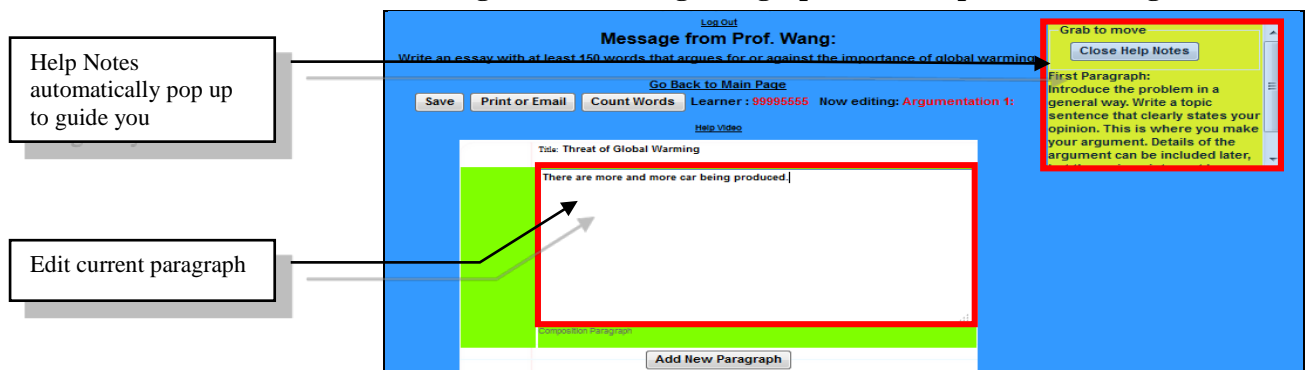 Log Out
Message from Prof. Wang:
Write an essay with at least 150 words that argues for or against the importance of global warming
Go Back to Main Page
Save Print or Email Count Words Learner : 99995555 Now editing: Argumentation 1:
Help Video
Title: Threat of Global Warming
There are more and more car being produced.
Composition Paragraph
Add New Paragraph
Grab to move
Close Help Notes
First Paragraph:
Introduce the problem in a
general way. Write a topic
sentence that clearly states your
opinion. This is where you make
your argument. Details of the
argument can be included later,
Help Notes
automatically pop up
to guide you
Edit current paragraph